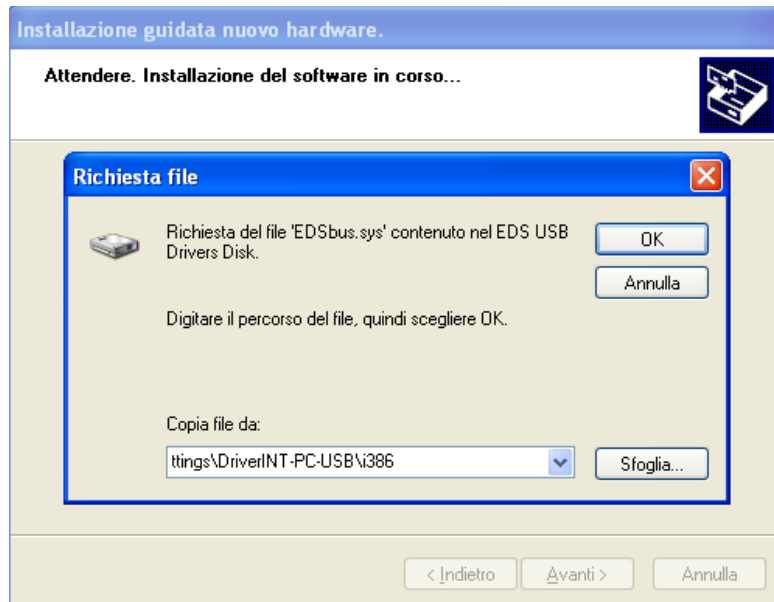 Installazione guidata nuovo hardware.
Attendere. Installazione del software in corso...
Richiesta file
Richiesta del file 'EDSbus.sys' contenuto nel EDS USB
Drivers Disk.
OK
Annulla
Digitare il percorso del file, quindi scegliere OK.
Copia file da:
ttings\DriverINT-PC-USB\i386
Sfoglia...
< Indietro
Avanti >
Annulla